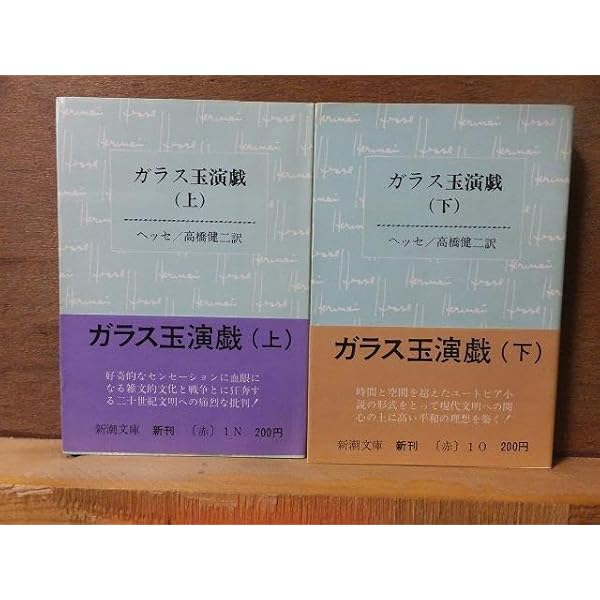 ガラス玉演戯
(上)
ヘッセ/高橋健二訳
ガラス玉演戯(上)
好奇的なセンセーションに血眼に
なる雑文的文化と戦争とに狂奔す
る二十世紀文明への痛烈な批判!
新潮文庫 新刊 〔赤〕1N 200円
ガラス玉演戯
(下)
ヘッセ/高橋健二訳
ガラス玉演戯(下)
時間と空間を超えたユートピア小
説の形式をとって現代文明への関
心の上に高い平和の理想を築く!
新潮文庫 新刊 〔赤〕1O 200円